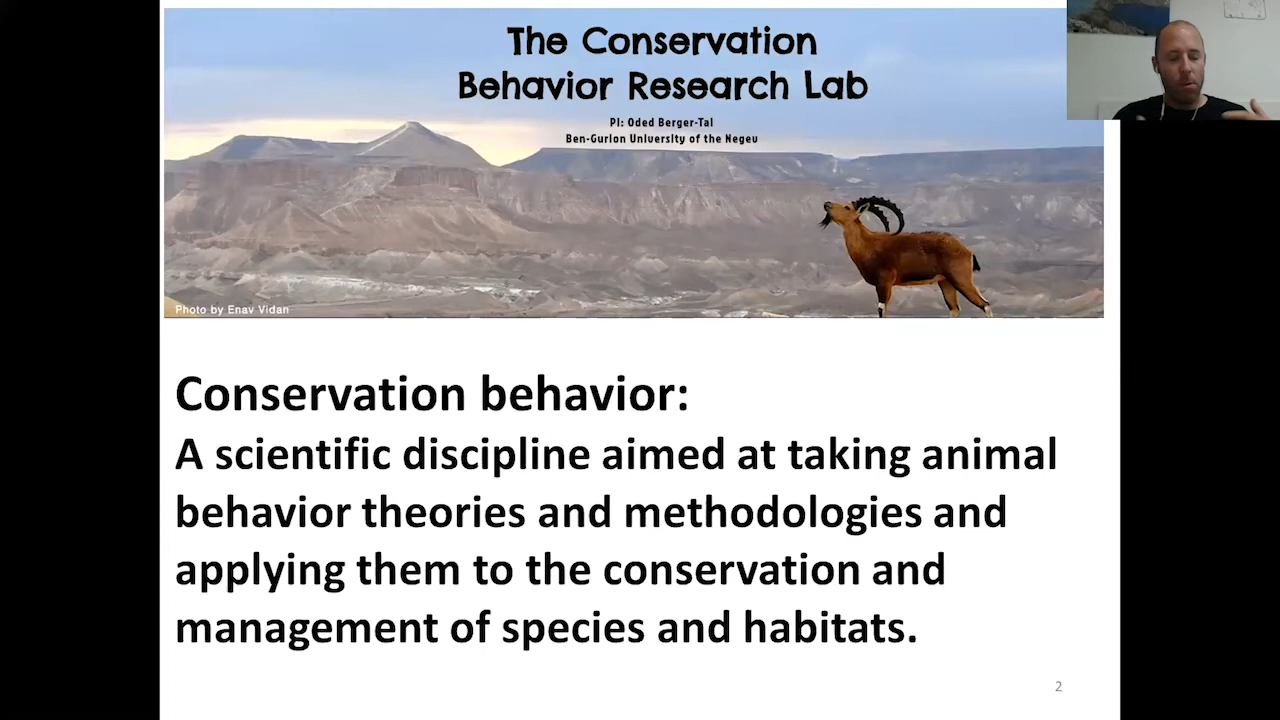 The Conservation
Behavior Research Lab
PI: Oded Berger-Tal
Ben-Gurion University of the Negev
Photo by Enav Vidan
Conservation behavior:
A scientific discipline aimed at taking animal
behavior theories and methodologies and
applying them to the conservation and
management of species and habitats.
2